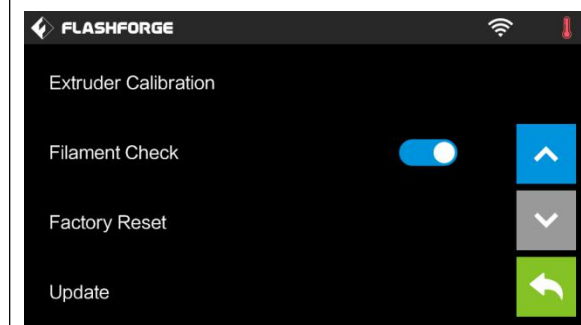 FLASHFORGE
Extruder Calibration
Filament Check
Factory Reset
Update